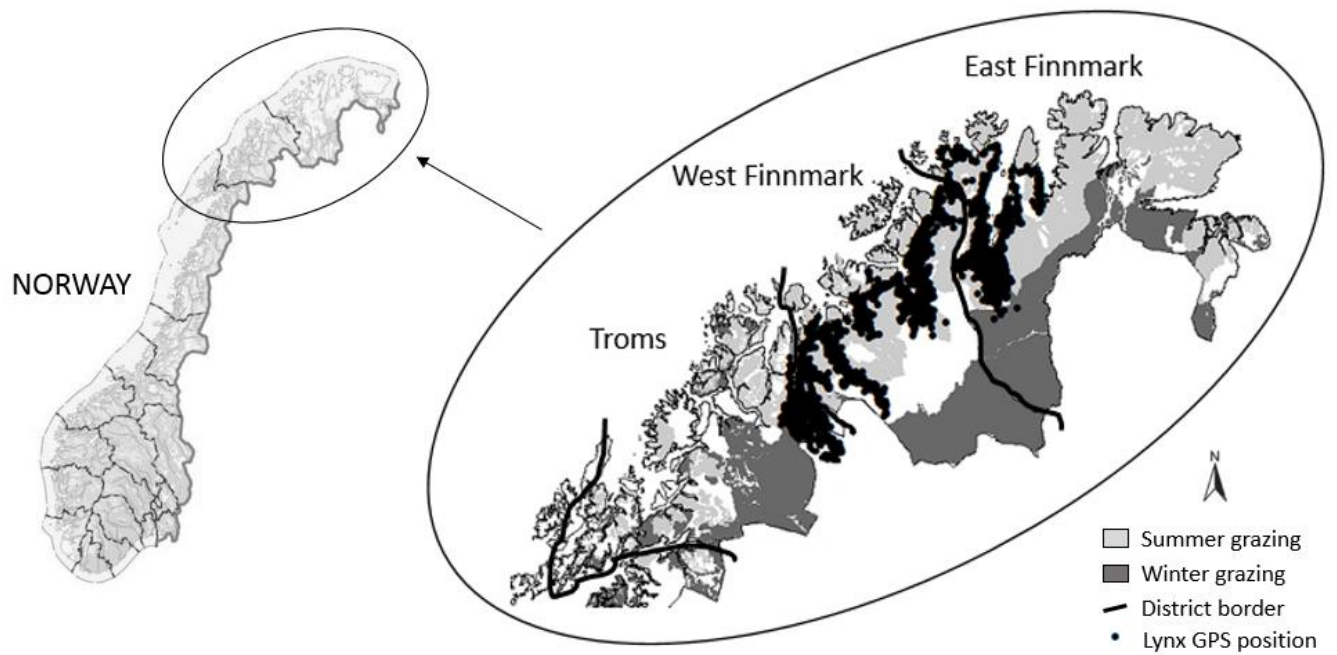 East Finnmark
West Finnmark
NORWAY
Troms
N
Summer grazing
Winter grazing
District border
Lynx GPS position